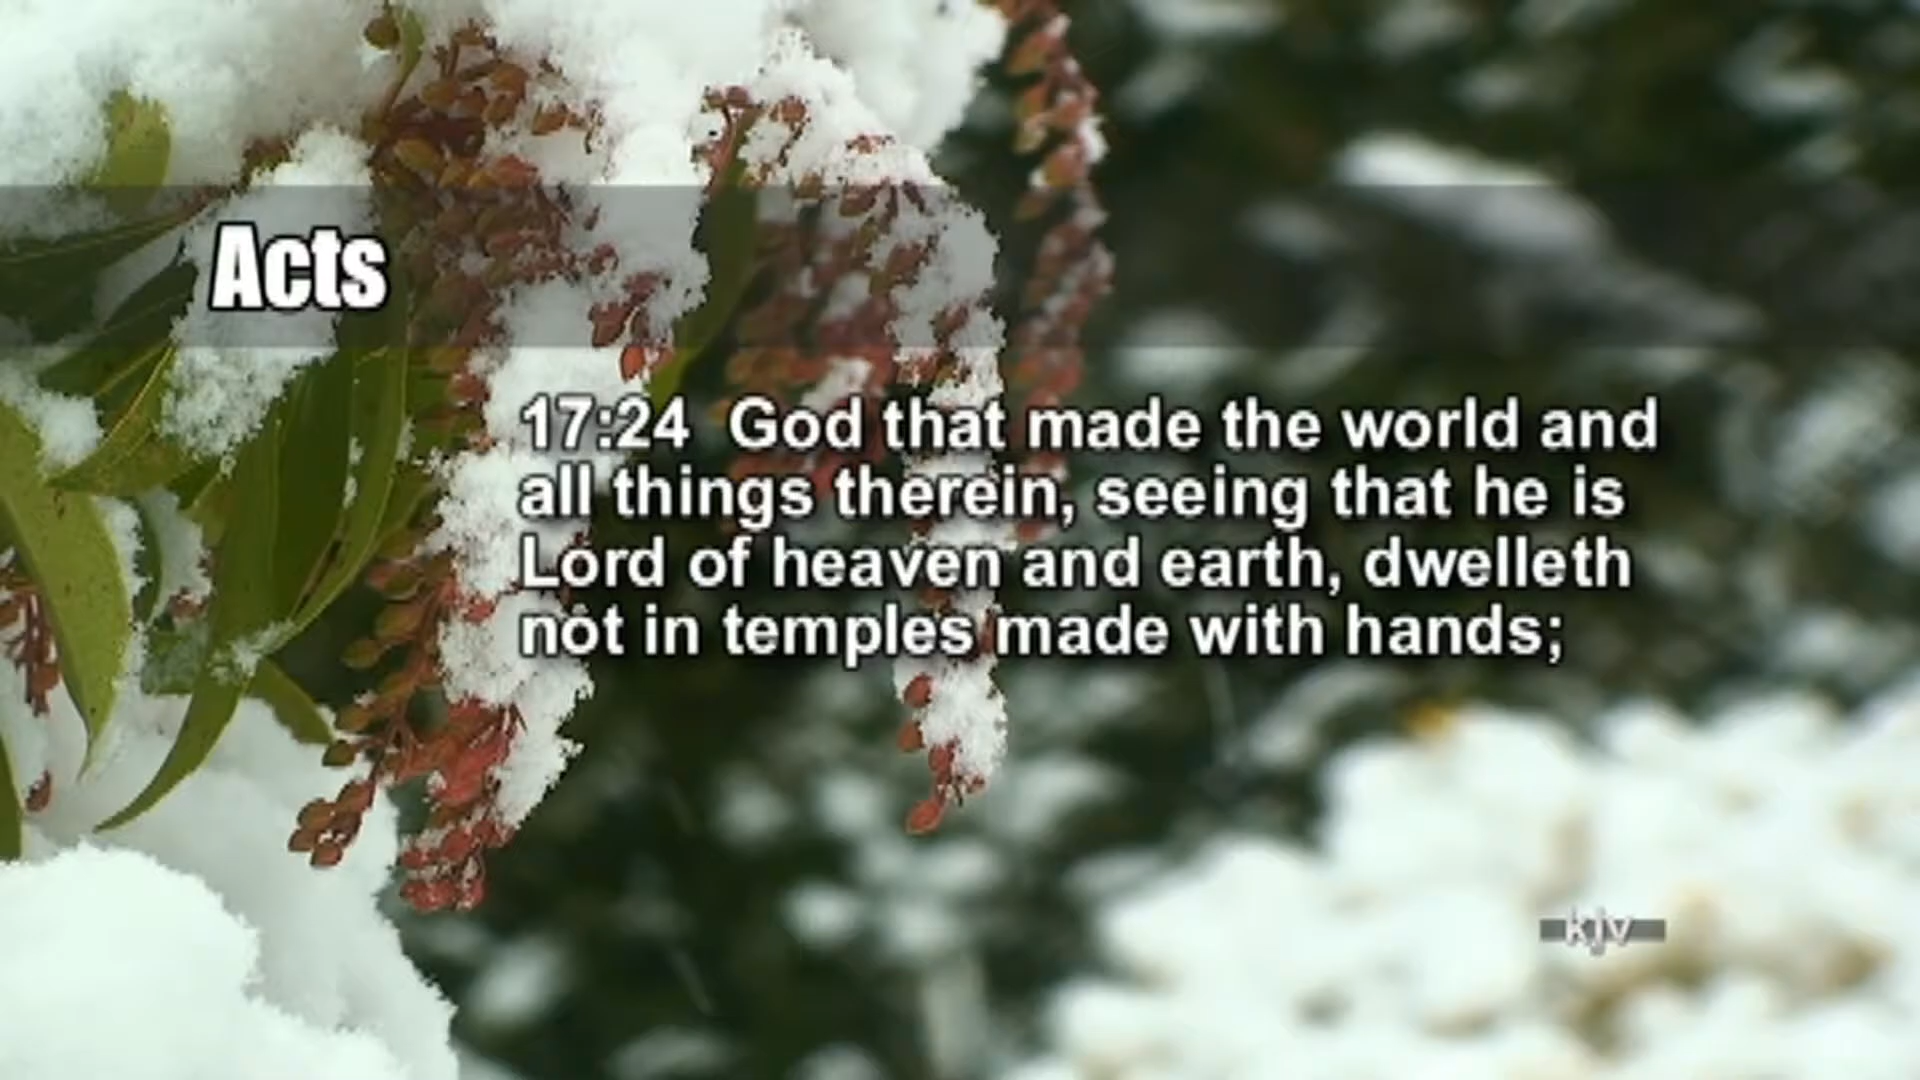 Acts
17:24 God that made the world and
all things therein, seeing that he is
Lord of heaven and earth, dwelleth
not in temples made with hands;
kjv